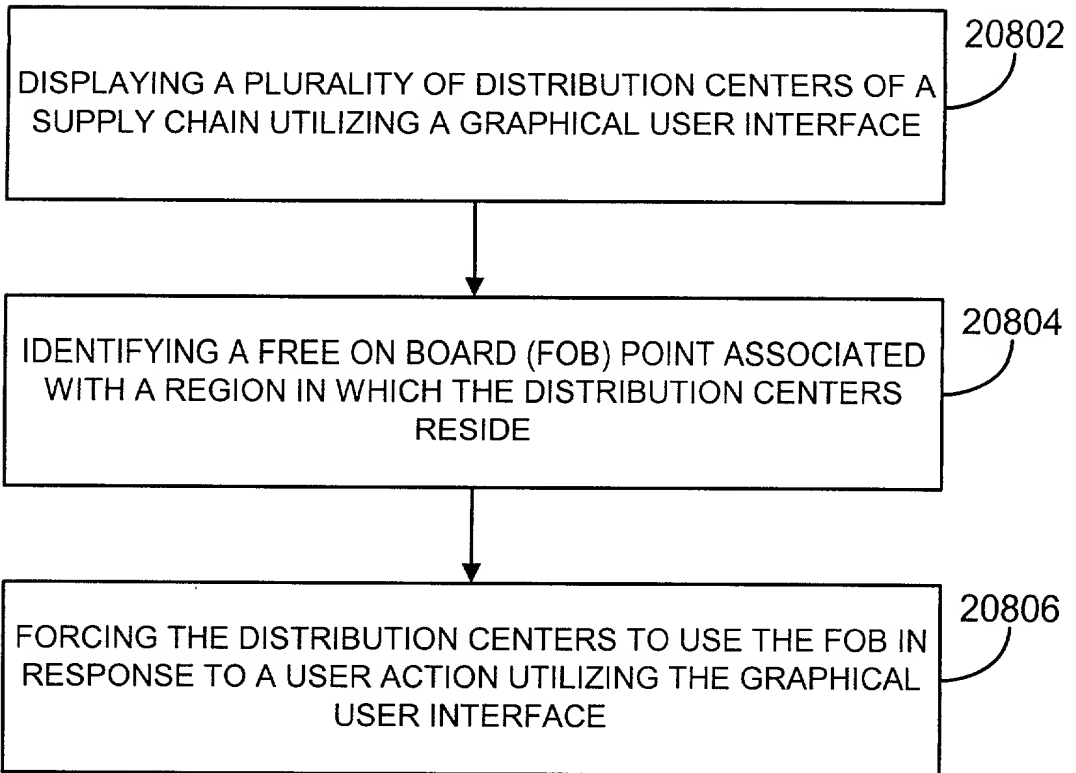 20802
DISPLAYING A PLURALITY OF DISTRIBUTION CENTERS OF A
SUPPLY CHAIN UTILIZING A GRAPHICAL USER INTERFACE
20804
IDENTIFYING A FREE ON BOARD (FOB) POINT ASSOCIATED
WITH A REGION IN WHICH THE DISTRIBUTION CENTERS
RESIDE
20806
FORCING THE DISTRIBUTION CENTERS TO USE THE FOB IN
RESPONSE TO A USER ACTION UTILIZING THE GRAPHICAL
USER INTERFACE